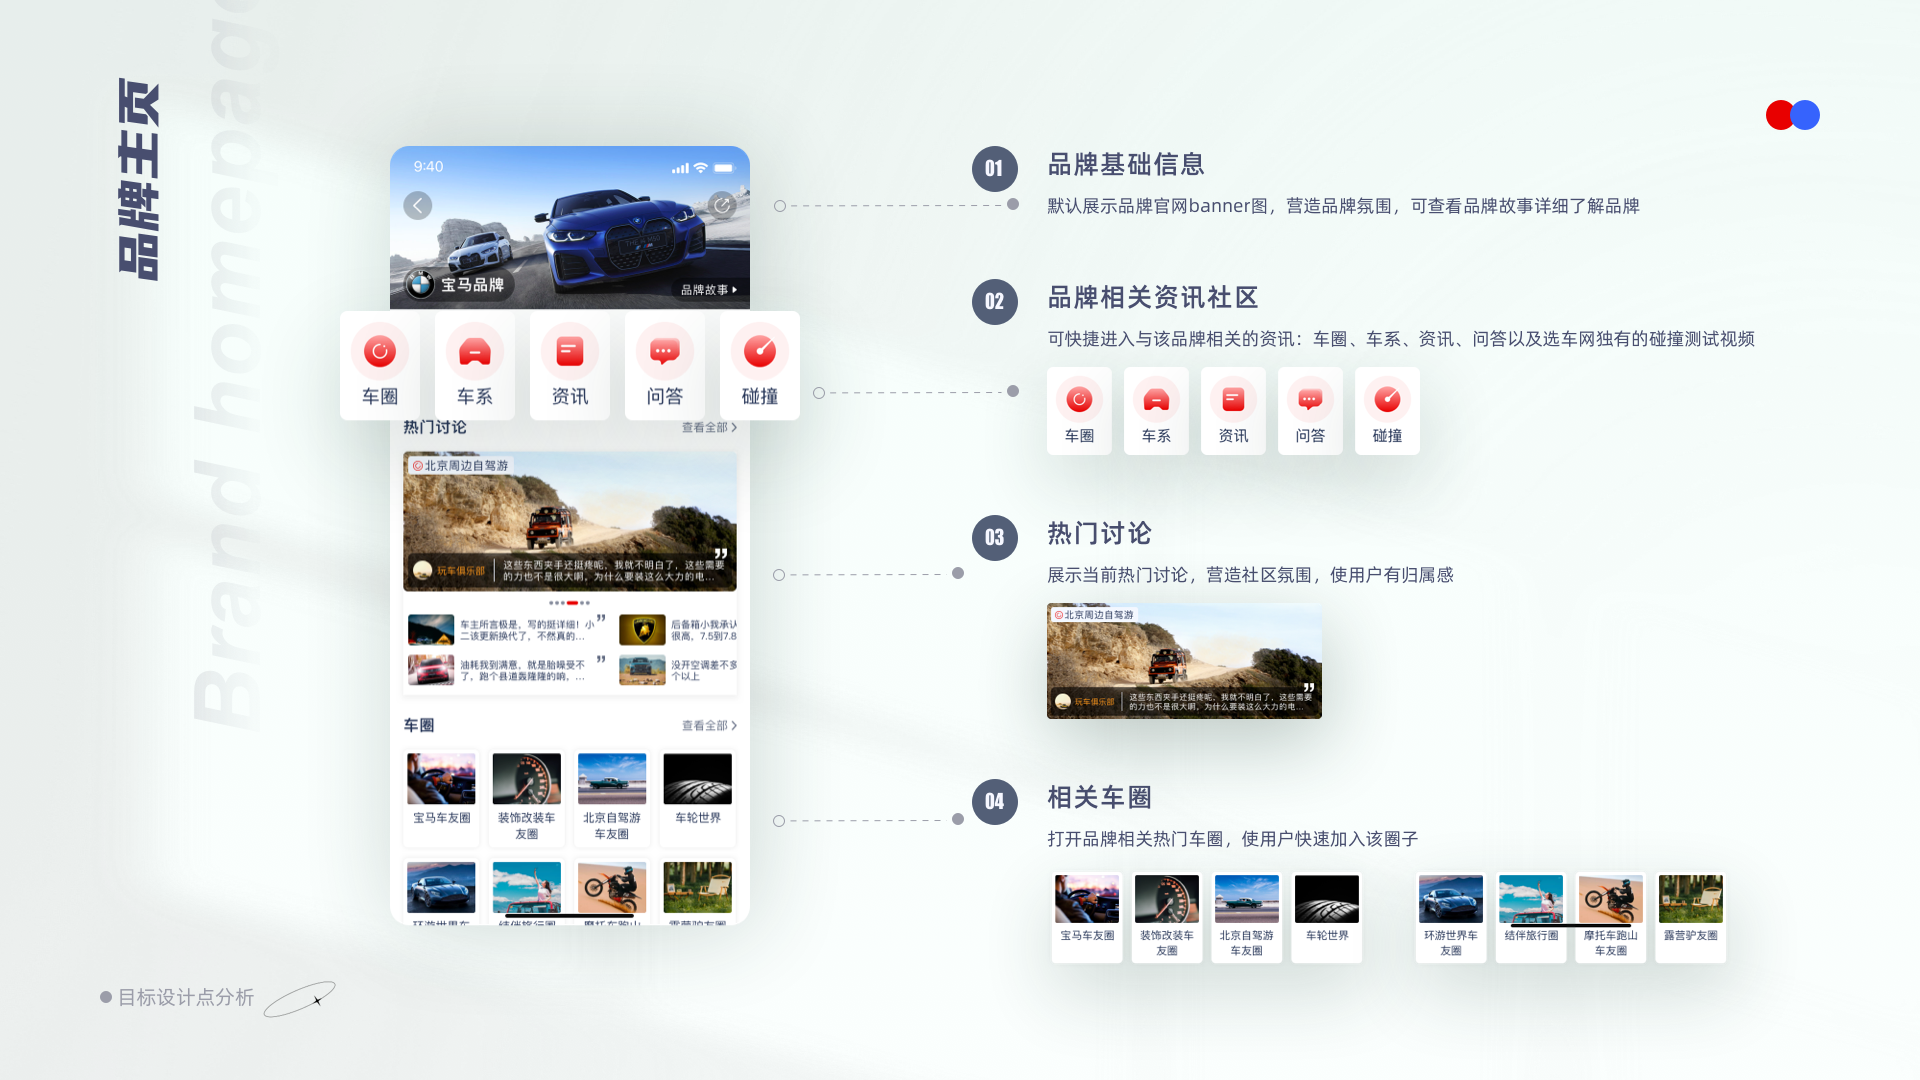 品牌主页
Brand homepage
9:40
宝马品牌
品牌故事
车圈
车系
资讯
问答
碰撞
热门讨论
查看全部
北京周边自驾游
玩车俱乐部
这些东西夹手还挺疼呢，我就不明白了，这些需要
的力也不是很大啊，为什么要装这么大力的电...
车主所言极是，写的挺详细！小
二该更新换代了，不然真的...
后备箱小我承认
很高，7.5到7.8
油耗我到满意，就是胎噪受不
了，跑个县道轰隆隆的响，...
没开空调差不多
个以上
车圈
查看全部
宝马车友圈
装饰改装车
友圈
北京自驾游
车友圈
车轮世界
环游世界车
结伴旅行圈
摩托车跑山
露营驴友圈
01
品牌基础信息
默认展示品牌官网banner图，营造品牌氛围，可查看品牌故事详细了解品牌
02
品牌相关资讯社区
可快捷进入与该品牌相关的资讯：车圈、车系、资讯、问答以及选车网独有的碰撞测试视频
车圈
车系
资讯
问答
碰撞
03
热门讨论
展示当前热门讨论，营造社区氛围，使用户有归属感
北京周边自驾游
玩车俱乐部
这些东西夹手还挺疼呢，我就不明白了，这些需要
的力也不是很大啊，为什么要装这么大力的电...
04
相关车圈
打开品牌相关热门车圈，使用户快速加入该圈子
宝马车友圈
装饰改装车
友圈
北京自驾游
车友圈
车轮世界
环游世界车
友圈
结伴旅行圈
摩托车跑山
车友圈
露营驴友圈
目标设计点分析